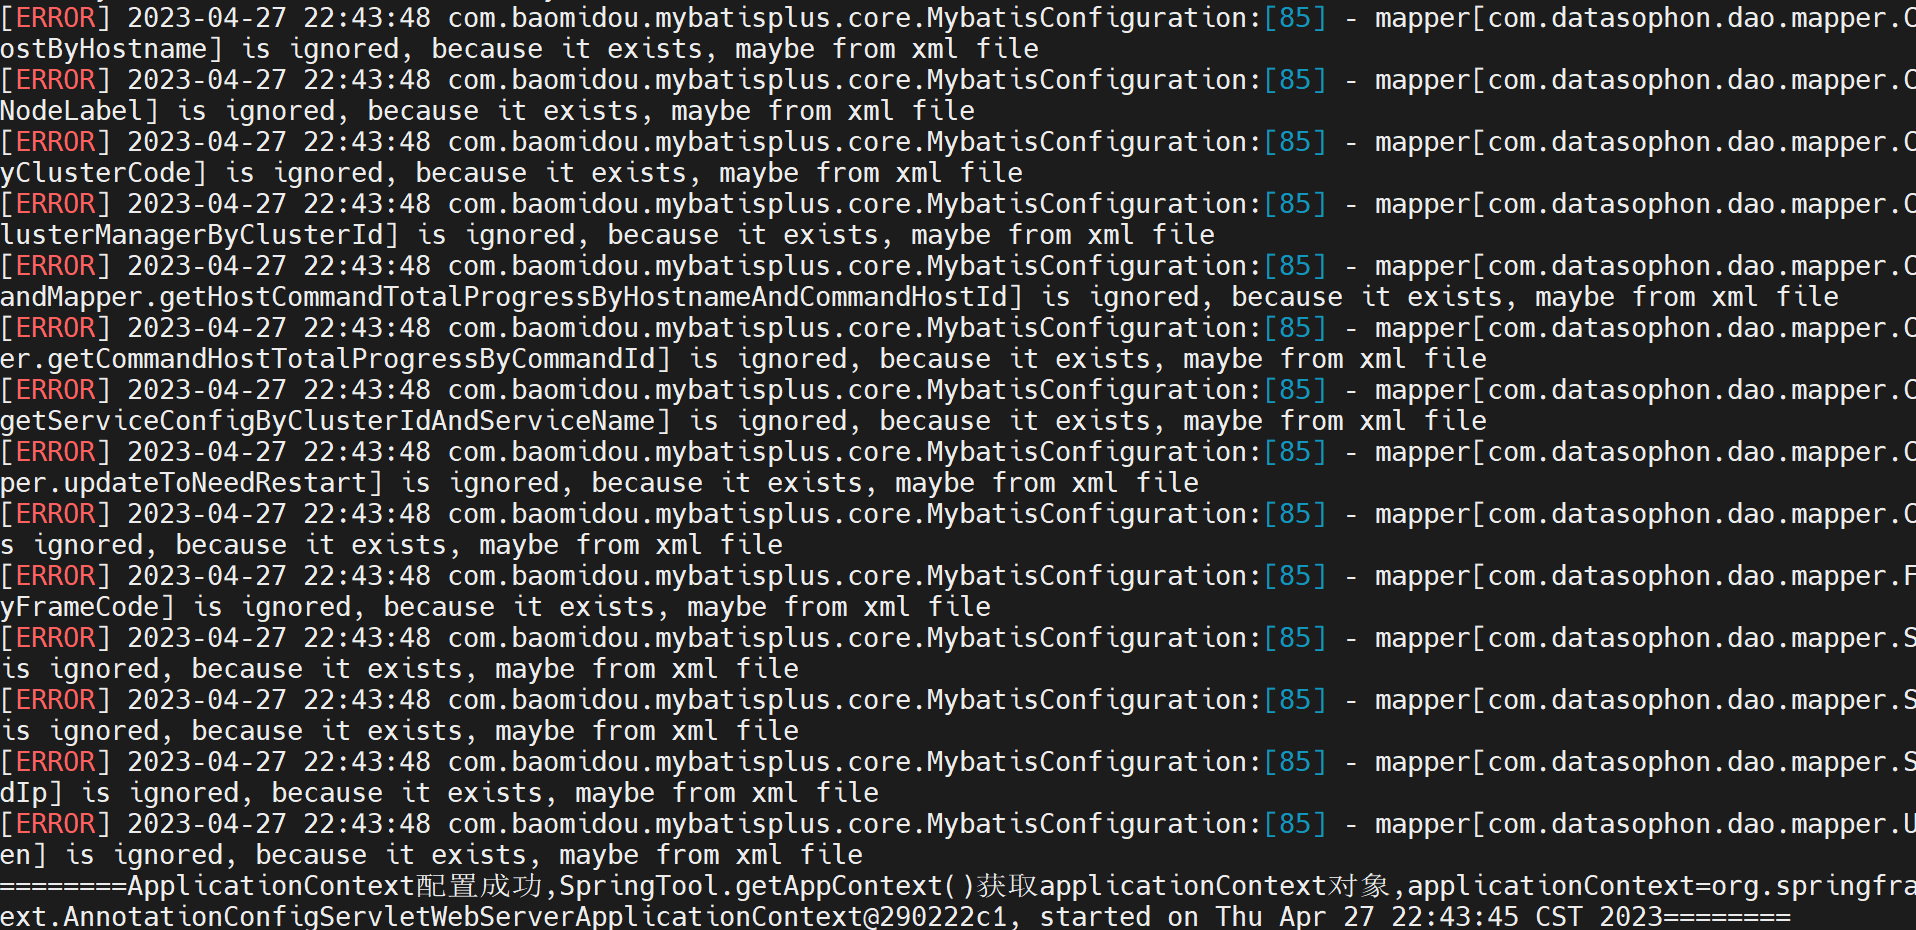 [ERROR] 2023-04-27 22:43:48 com.baomidou.mybatisplus.core.MybatisConfiguration:[85] - mapper[com.datasophon.dao.mapper.C
ostByHostname] is ignored, because it exists, maybe from xml file
[ERROR] 2023-04-27 22:43:48 com.baomidou.mybatisplus.core.MybatisConfiguration:[85] - mapper[com.datasophon.dao.mapper.C
NodeLabel] is ignored, because it exists, maybe from xml file
[ERROR] 2023-04-27 22:43:48 com.baomidou.mybatisplus.core.MybatisConfiguration:[85] - mapper[com.datasophon.dao.mapper.C
yClusterCode] is ignored, because it exists, maybe from xml file
[ERROR] 2023-04-27 22:43:48 com.baomidou.mybatisplus.core.MybatisConfiguration:[85] - mapper[com.datasophon.dao.mapper.C
lusterManagerByClusterId] is ignored, because it exists, maybe from xml file
[ERROR] 2023-04-27 22:43:48 com.baomidou.mybatisplus.core.MybatisConfiguration:[85] - mapper[com.datasophon.dao.mapper.C
andMapper.getHostCommandTotalProgressByHostnameAndCommandHostId] is ignored, because it exists, maybe from xml file
[ERROR] 2023-04-27 22:43:48 com.baomidou.mybatisplus.core.MybatisConfiguration:[85] - mapper[com.datasophon.dao.mapper.C
er.getCommandHostTotalProgressByCommandId] is ignored, because it exists, maybe from xml file
[ERROR] 2023-04-27 22:43:48 com.baomidou.mybatisplus.core.MybatisConfiguration:[85] - mapper[com.datasophon.dao.mapper.C
getServiceConfigByClusterIdAndServiceName] is ignored, because it exists, maybe from xml file
[ERROR] 2023-04-27 22:43:48 com.baomidou.mybatisplus.core.MybatisConfiguration:[85] - mapper[com.datasophon.dao.mapper.C
per.updateToNeedRestart] is ignored, because it exists, maybe from xml file
[ERROR] 2023-04-27 22:43:48 com.baomidou.mybatisplus.core.MybatisConfiguration:[85] - mapper[com.datasophon.dao.mapper.C
s ignored, because it exists, maybe from xml file
[ERROR] 2023-04-27 22:43:48 com.baomidou.mybatisplus.core.MybatisConfiguration:[85] - mapper[com.datasophon.dao.mapper.F
yFrameCode] is ignored, because it exists, maybe from xml file
[ERROR] 2023-04-27 22:43:48 com.baomidou.mybatisplus.core.MybatisConfiguration:[85] - mapper[com.datasophon.dao.mapper.S
is ignored, because it exists, maybe from xml file
[ERROR] 2023-04-27 22:43:48 com.baomidou.mybatisplus.core.MybatisConfiguration:[85] - mapper[com.datasophon.dao.mapper.S
is ignored, because it exists, maybe from xml file
[ERROR] 2023-04-27 22:43:48 com.baomidou.mybatisplus.core.MybatisConfiguration:[85] - mapper[com.datasophon.dao.mapper.S
dIp] is ignored, because it exists, maybe from xml file
[ERROR] 2023-04-27 22:43:48 com.baomidou.mybatisplus.core.MybatisConfiguration:[85] - mapper[com.datasophon.dao.mapper.U
en] is ignored, because it exists, maybe from xml file
========ApplicationContext配置成功,SpringTool.getAppContext()获取applicationContext对象,applicationContext=org.springfra
ext.AnnotationConfigServletWebServerApplicationContext@290222c1, started on Thu Apr 27 22:43:45 CST 2023========